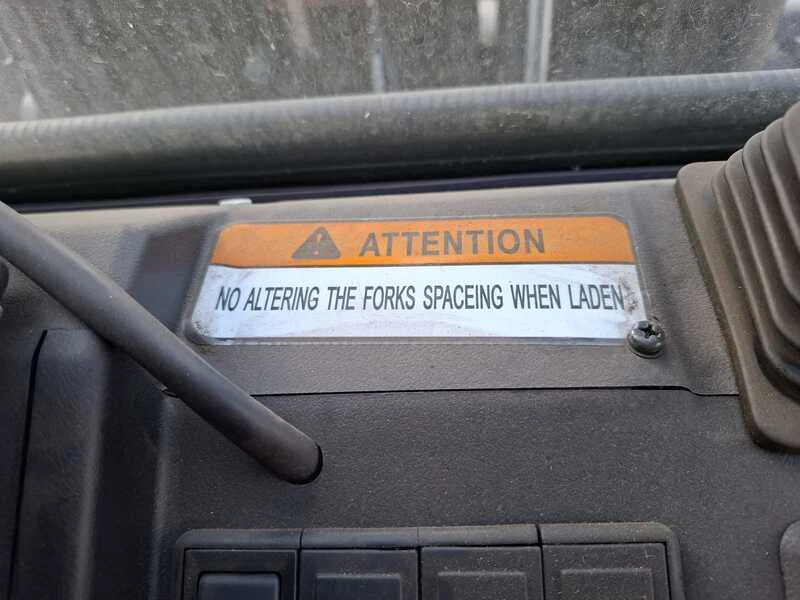 ATTENTION
NO ALTERING THE FORKS SPACEING WHEN LADEN